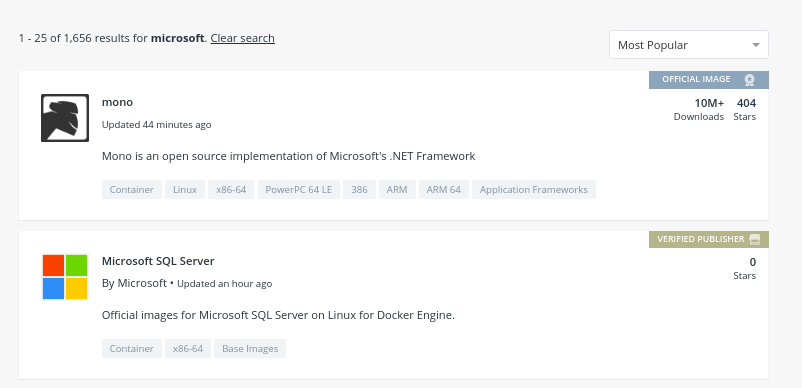 1 - 25 of 1,656 results for microsoft. Clear search
Most Popular
OFFICIAL IMAGE
mono
10M+ 404
Downloads Stars
Updated 44 minutes ago
Mono is an open source implementation of Microsoft's .NET Framework
Container Linux x86-64 PowerPC 64 LE 386 ARM ARM 64 Application Frameworks
VERIFIED PUBLISHER
Microsoft SQL Server
0
Stars
By Microsoft • Updated an hour ago
Official images for Microsoft SQL Server on Linux for Docker Engine.
Container x86-64 Base Images